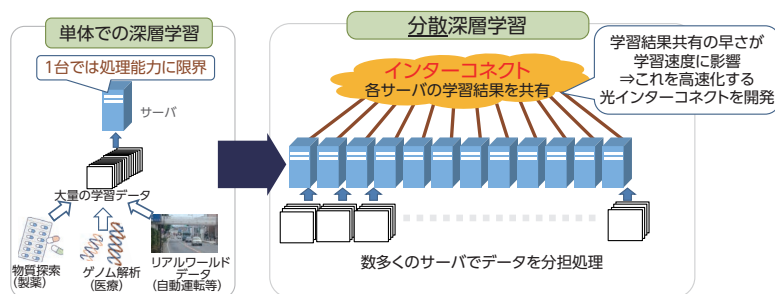 単体での深層学習
1台では処理能力に限界
サーバ
大量の学習データ
物質探索
(製薬)
ゲノム解析
(医療)
リアルワールド
データ
(自動運転等)
分散深層学習
インターコネクト
各サーバの学習結果を共有
学習結果共有の早さが
学習速度に影響
⇒これを高速化する
光インターコネクトを開発
数多くのサーバでデータを分担処理